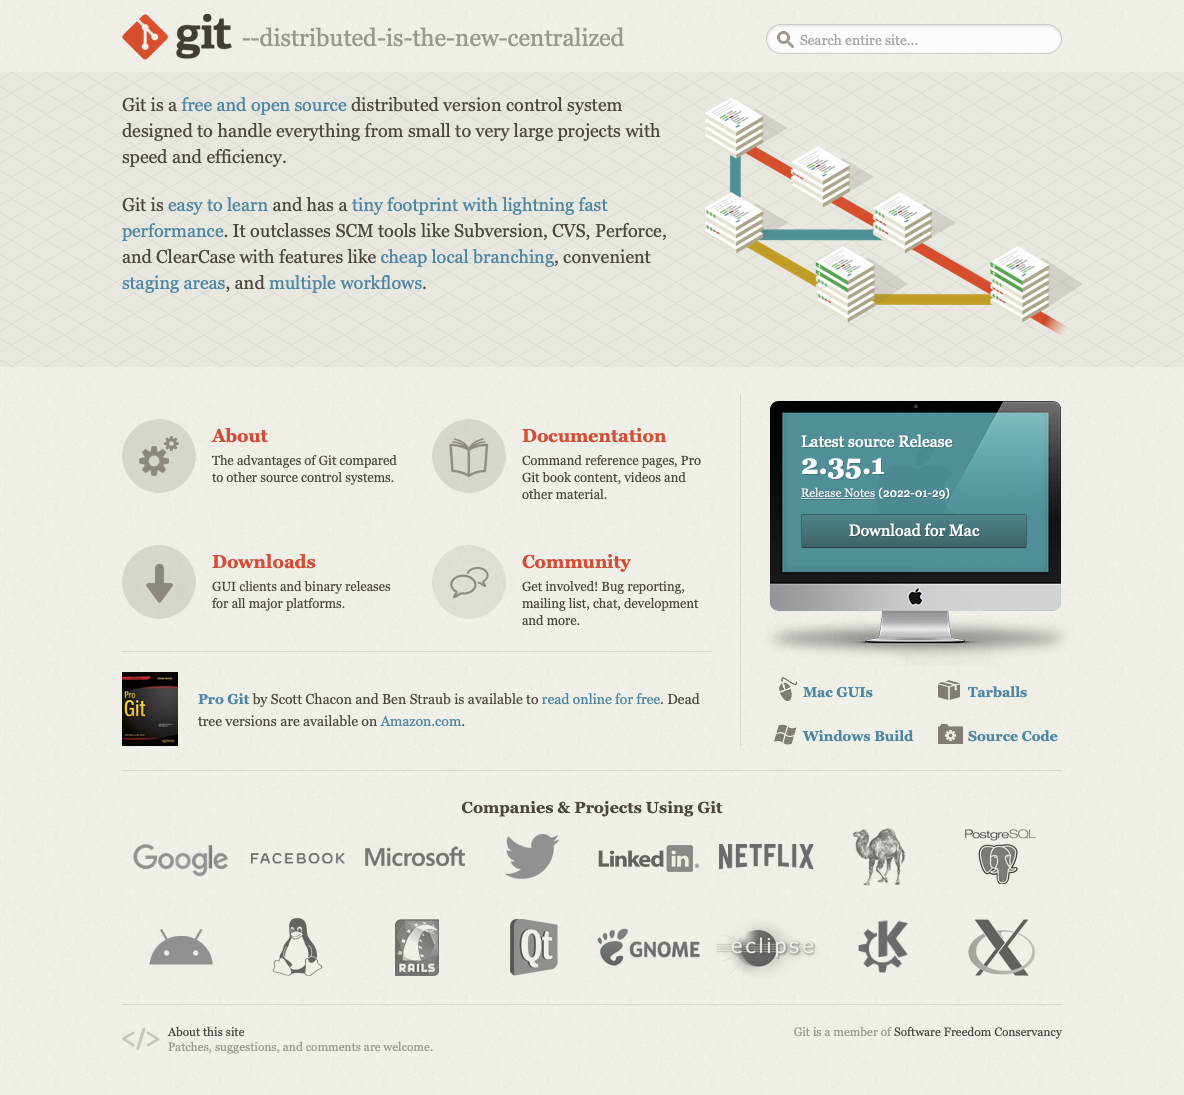 git --distributed-is-the-new-centralized
Search entire site...
Git is a free and open source distributed version control system
designed to handle everything from small to very large projects with
speed and efficiency.
Git is easy to learn and has a tiny footprint with lightning fast
performance. It outclasses SCM tools like Subversion, CVS, Perforce,
and ClearCase with features like cheap local branching, convenient
staging areas, and multiple workflows.
About
The advantages of Git compared
to other source control systems.
Documentation
Command reference pages, Pro
Git book content, videos and
other material.
Downloads
GUI clients and binary releases
for all major platforms.
Community
Get involved! Bug reporting,
mailing list, chat, development
and more.
Pro
Git
Pro Git by Scott Chacon and Ben Straub is available to read online for free. Dead
tree versions are available on Amazon.com.
Latest source Release
2.35.1
Release Notes (2022-01-29)
Download for Mac
Mac GUIs
Tarballs
Windows Build
Source Code
Companies & Projects Using Git
Google
FACEBOOK
Microsoft
Linked in
NETFLIX
PostgreSQL
RAILS
Qt
GNOME
eclipse
K
X
</> About this site
Patches, suggestions, and comments are welcome.
Git is a member of Software Freedom Conservancy